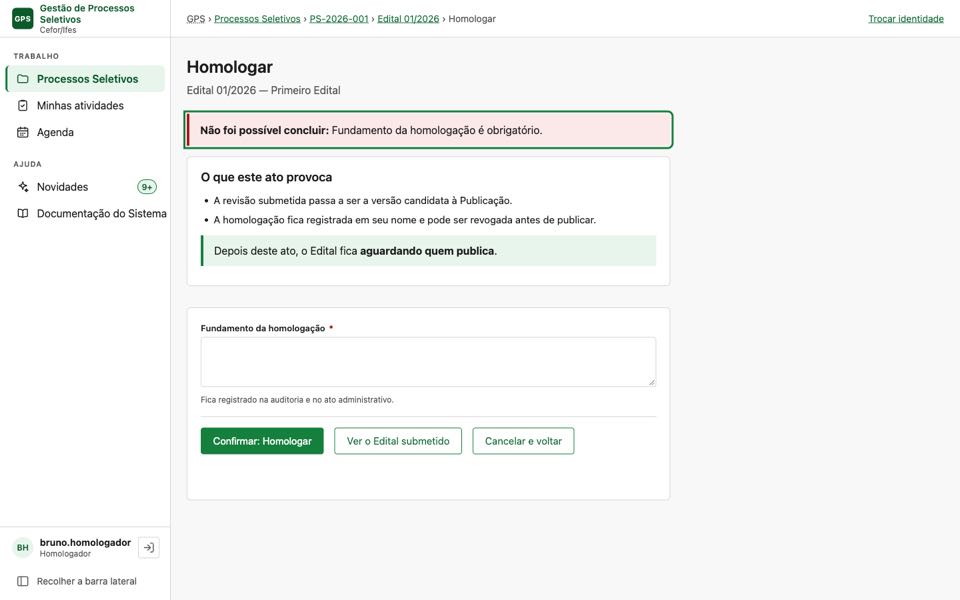 GPS
Gestão de Processos
Seletivos
Cefor/Ifes
GPS › Processos Seletivos › PS-2026-001 › Edital 01/2026 › Homologar
Trocar identidade
TRABALHO
Processos Seletivos
Minhas atividades
Agenda
AJUDA
Novidades 9+
Documentação do Sistema
Homologar
Edital 01/2026 — Primeiro Edital
Não foi possível concluir: Fundamento da homologação é obrigatório.
O que este ato provoca
• A revisão submetida passa a ser a versão candidata à Publicação.
• A homologação fica registrada em seu nome e pode ser revogada antes de publicar.
Depois deste ato, o Edital fica aguardando quem publica.
Fundamento da homologação *
Fica registrado na auditoria e no ato administrativo.
Confirmar: Homologar
Ver o Edital submetido
Cancelar e voltar
BH
bruno.homologador
Homologador
Recolher a barra lateral